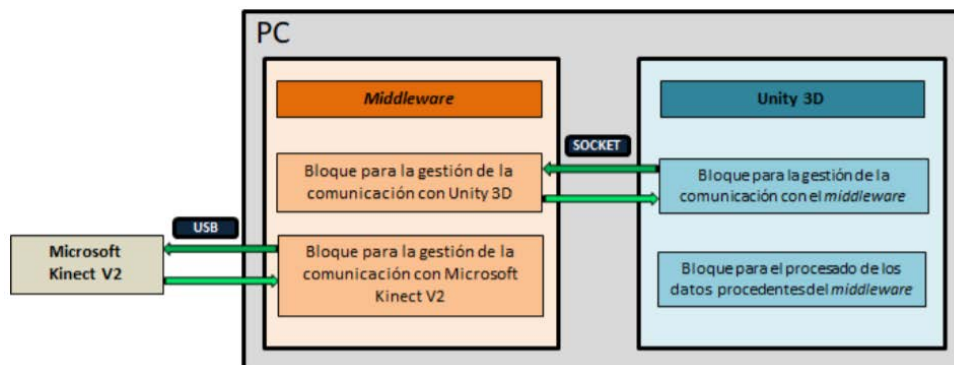 PC
Middleware
Bloque para la gestión de la
comunicación con Unity 3D
Bloque para la gestión de la
comunicación con Microsoft
Kinect V2
SOCKET
Unity 3D
Bloque para la gestión de la
comunicación con el middleware
Bloque para el procesado de los
datos procedentes del middleware
USB
Microsoft
Kinect V2